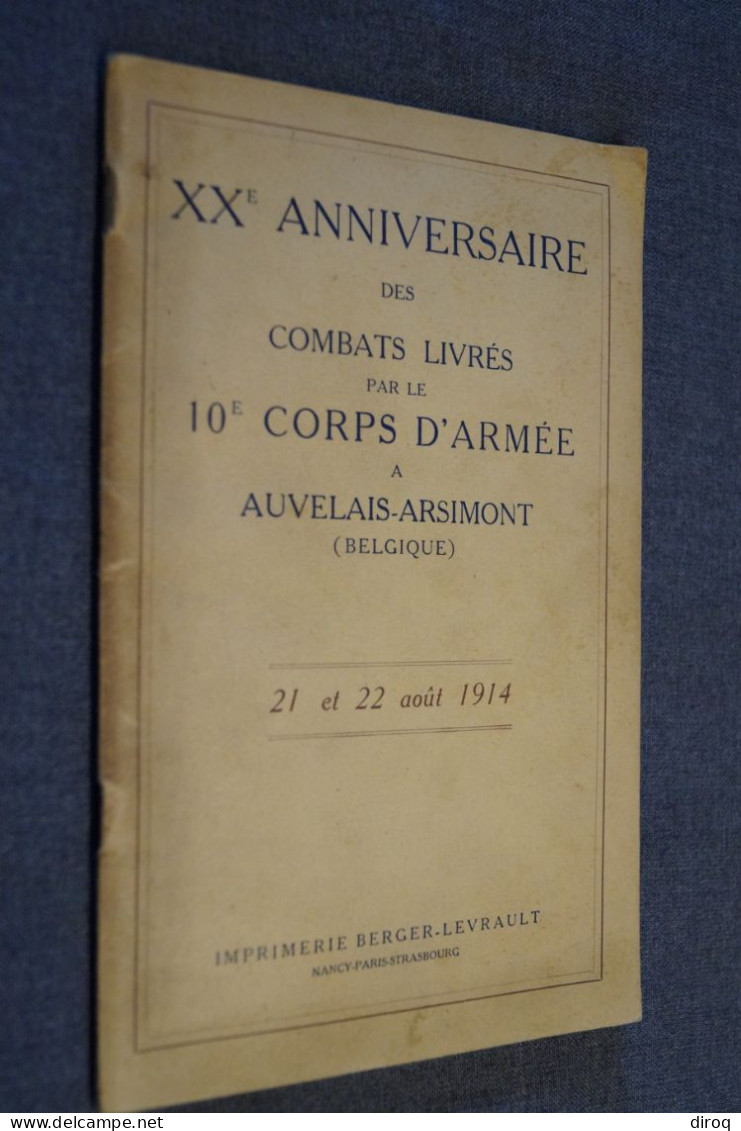 XXE ANNIVERSAIRE
DES
COMBATS LIVRÉS
PAR LE
10E CORPS D'ARMÉE
A
AUVELAIS-ARSIMONT
(BELGIQUE)
21 et 22 août 1914
IMPRIMERIE BERGER-LEVRAULT
NANCY-PARIS-STRASBOURG
delcampe.net
diroq